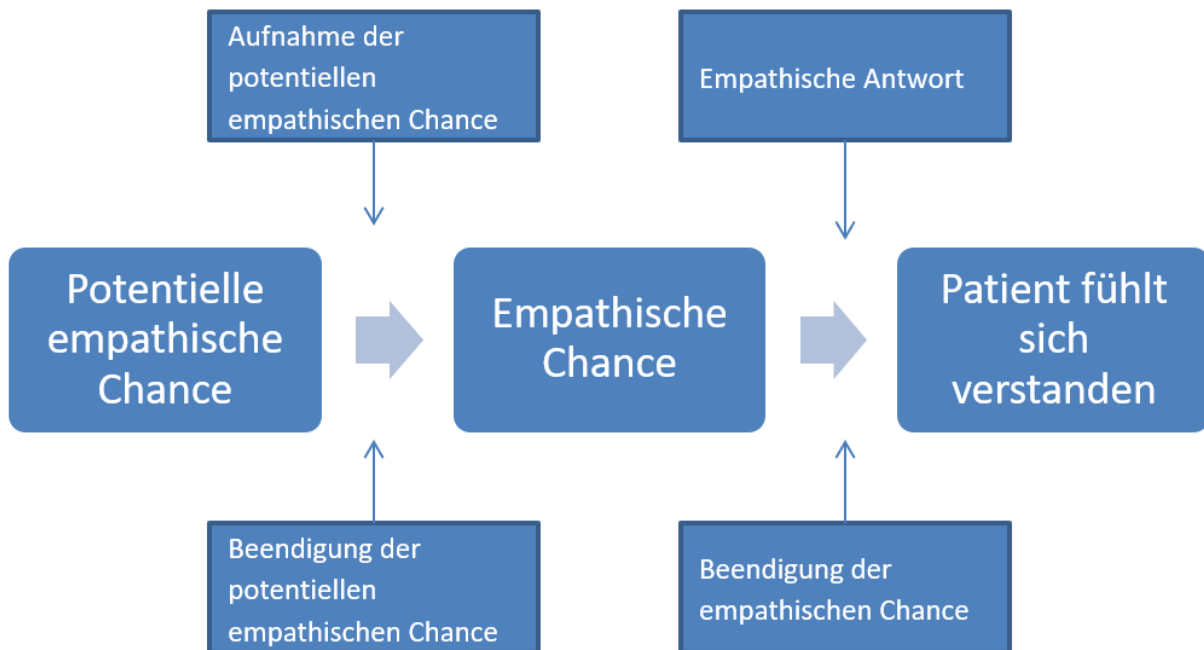 Aufnahme der
potentiellen
empathischen Chance
Empathische Antwort
Potentielle
empathische
Chance
Empathische
Chance
Patient fühlt
sich
verstanden
Beendigung der
potentiellen
empathischen Chance
Beendigung der
empathischen Chance